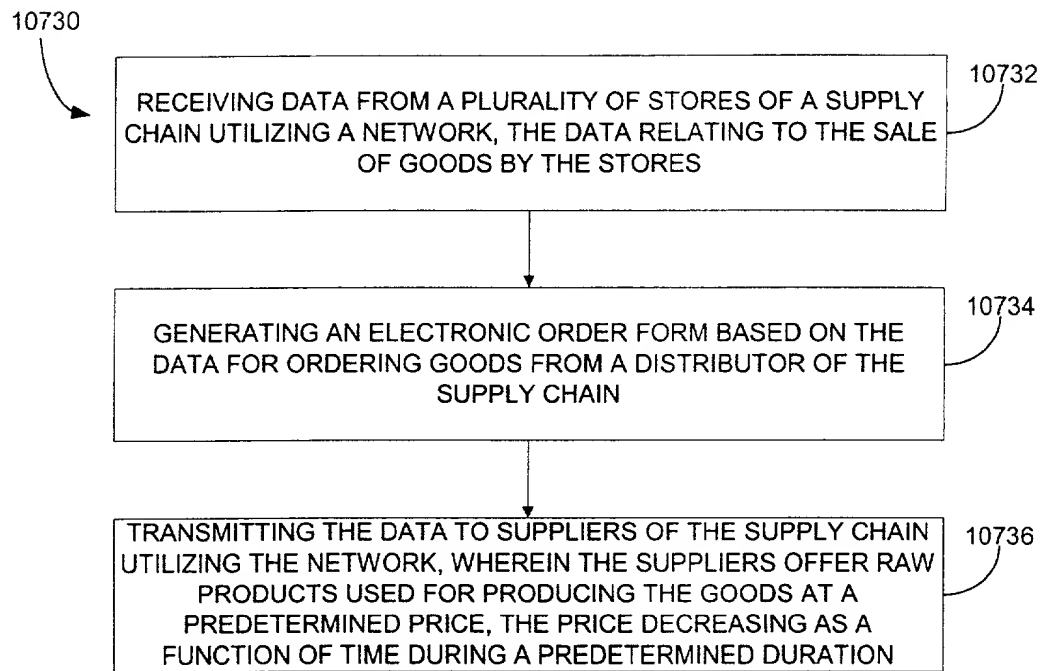 10730
10732
RECEIVING DATA FROM A PLURALITY OF STORES OF A SUPPLY
CHAIN UTILIZING A NETWORK, THE DATA RELATING TO THE SALE
OF GOODS BY THE STORES
10734
GENERATING AN ELECTRONIC ORDER FORM BASED ON THE
DATA FOR ORDERING GOODS FROM A DISTRIBUTOR OF THE
SUPPLY CHAIN
10736
TRANSMITTING THE DATA TO SUPPLIERS OF THE SUPPLY CHAIN
UTILIZING THE NETWORK, WHEREIN THE SUPPLIERS OFFER RAW
PRODUCTS USED FOR PRODUCING THE GOODS AT A
PREDETERMINED PRICE, THE PRICE DECREASING AS A
FUNCTION OF TIME DURING A PREDETERMINED DURATION